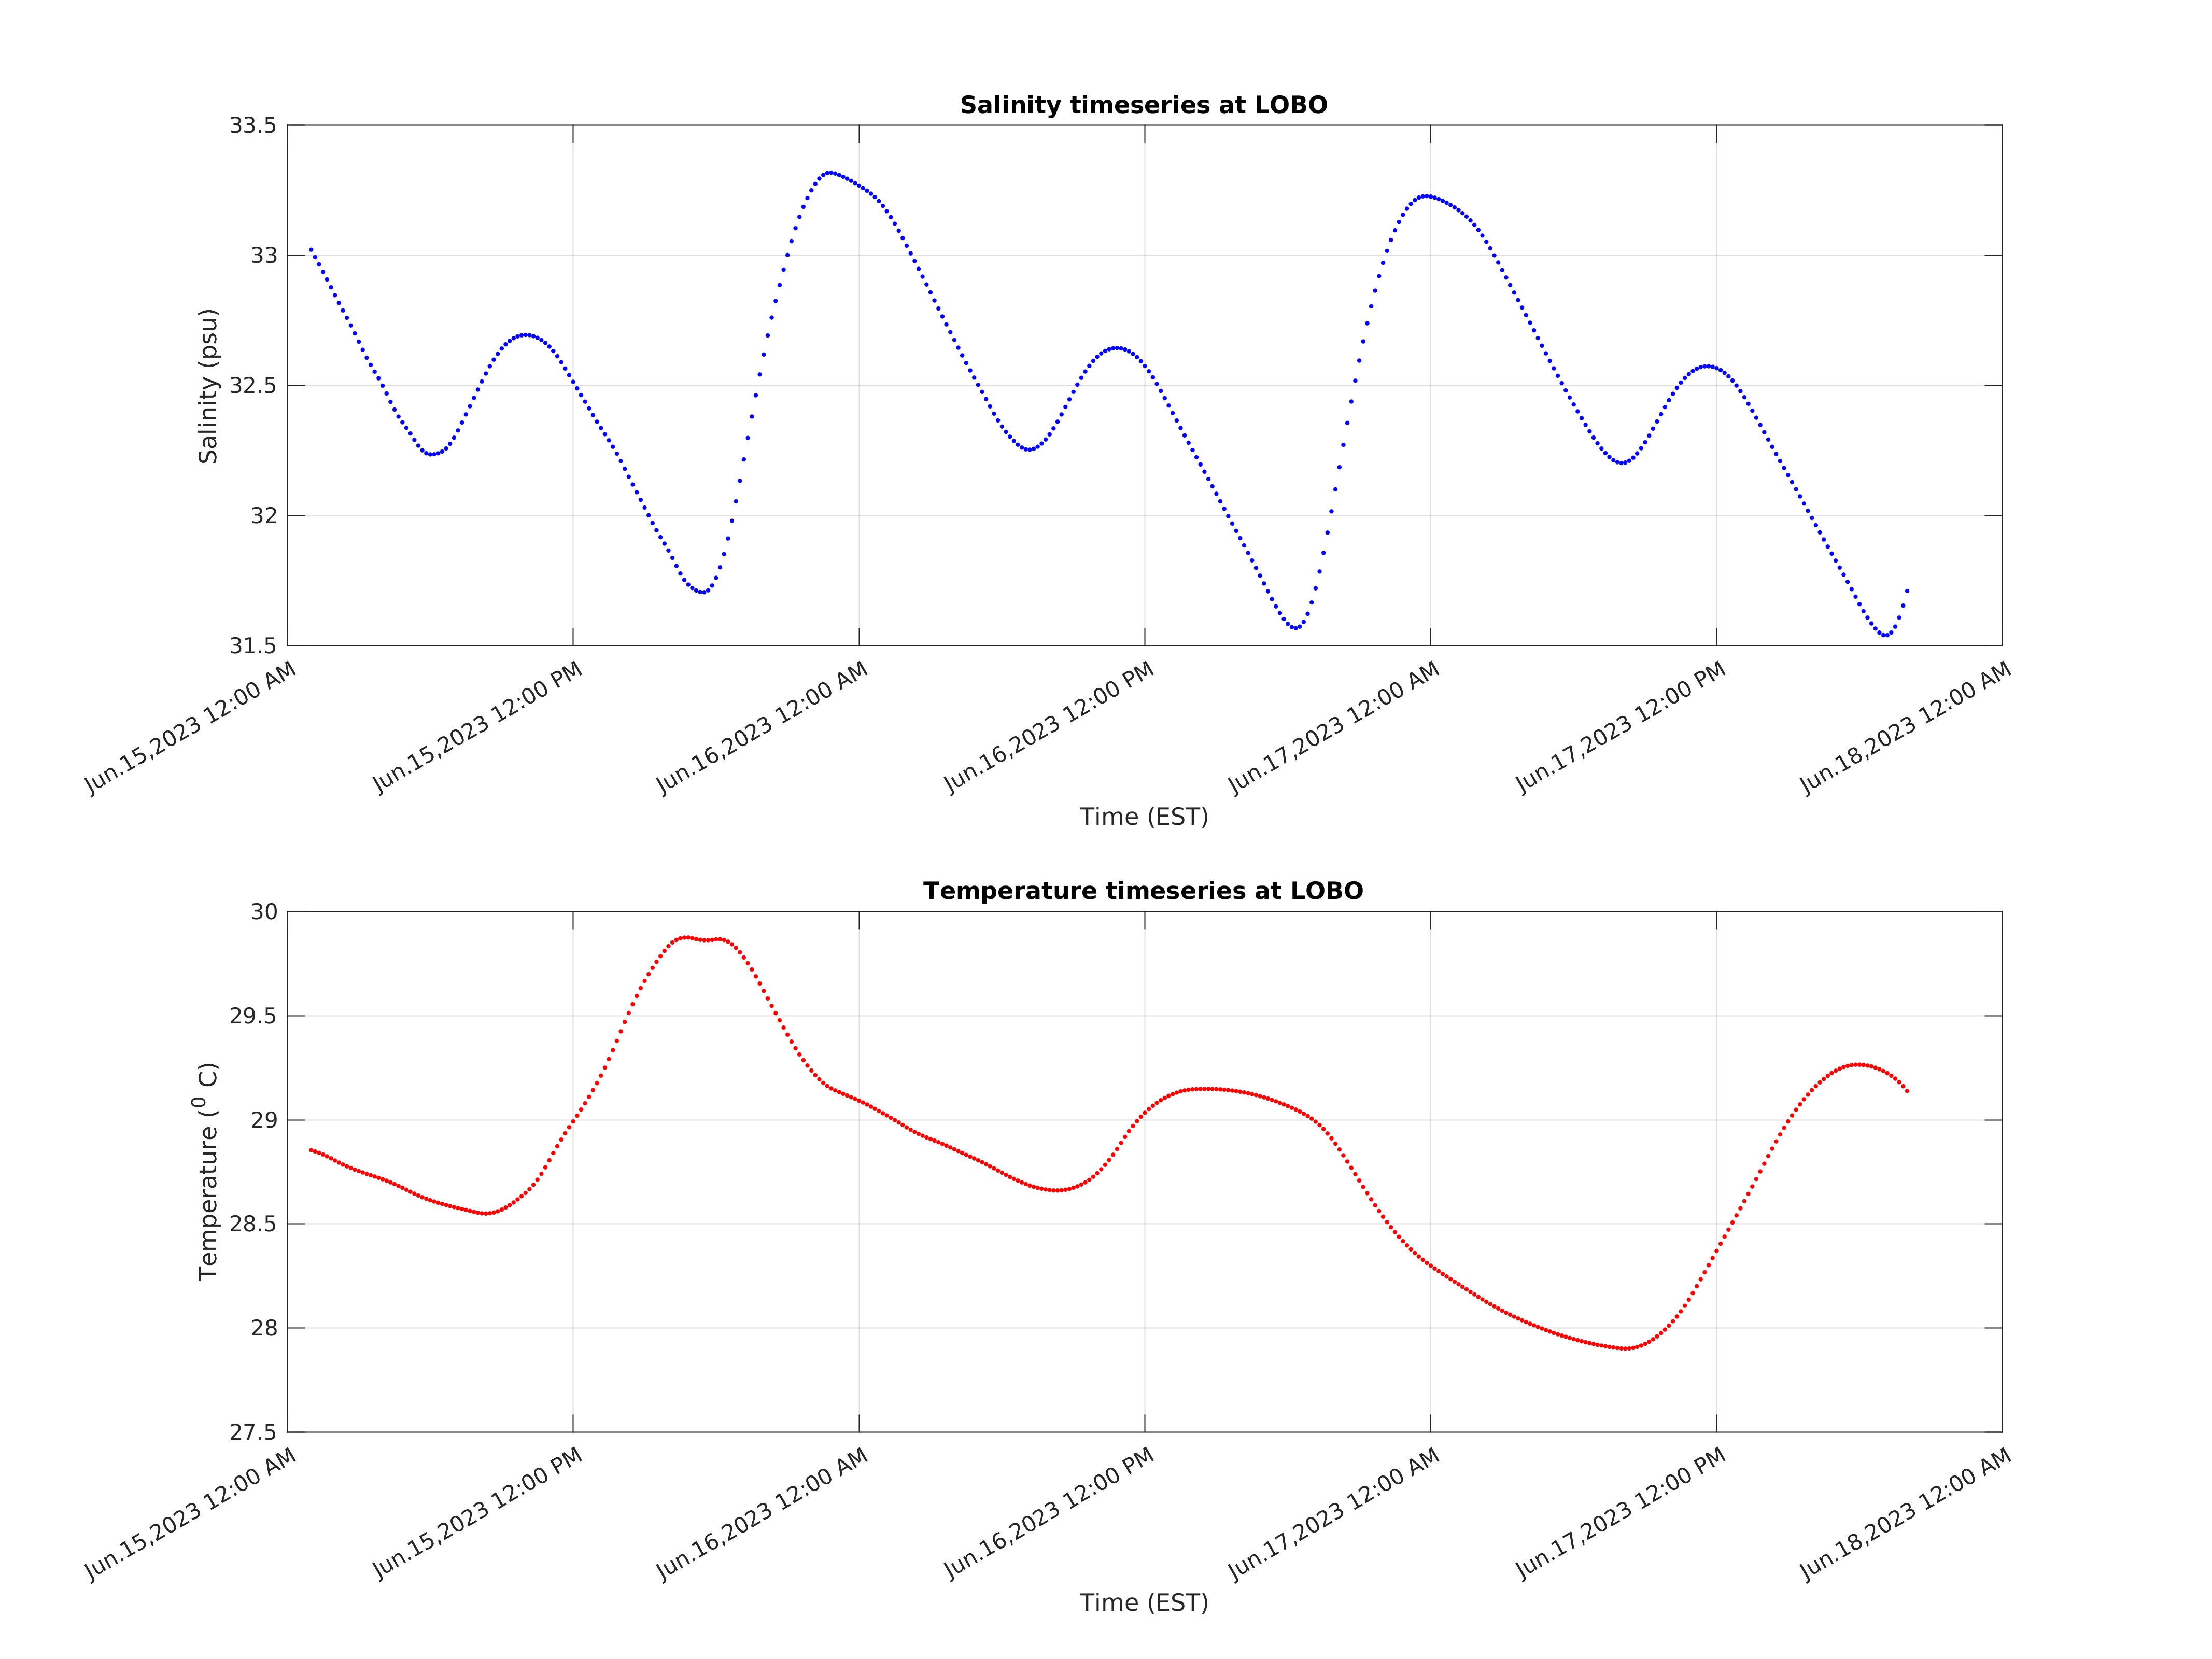 Salinity timeseries at LOBO
33.5
33
32.5
32
31.5
Salinity (psu)
Jun.15,2023 12:00 AM
Jun.15,2023 12:00 PM
Jun.16,2023 12:00 AM
Jun.16,2023 12:00 PM
Jun.17,2023 12:00 AM
Jun.17,2023 12:00 PM
Jun.18,2023 12:00 AM
Time (EST)
Temperature timeseries at LOBO
30
29.5
29
28.5
28
27.5
Temperature (⁰ C)
Jun.15,2023 12:00 AM
Jun.15,2023 12:00 PM
Jun.16,2023 12:00 AM
Jun.16,2023 12:00 PM
Jun.17,2023 12:00 AM
Jun.17,2023 12:00 PM
Jun.18,2023 12:00 AM
Time (EST)